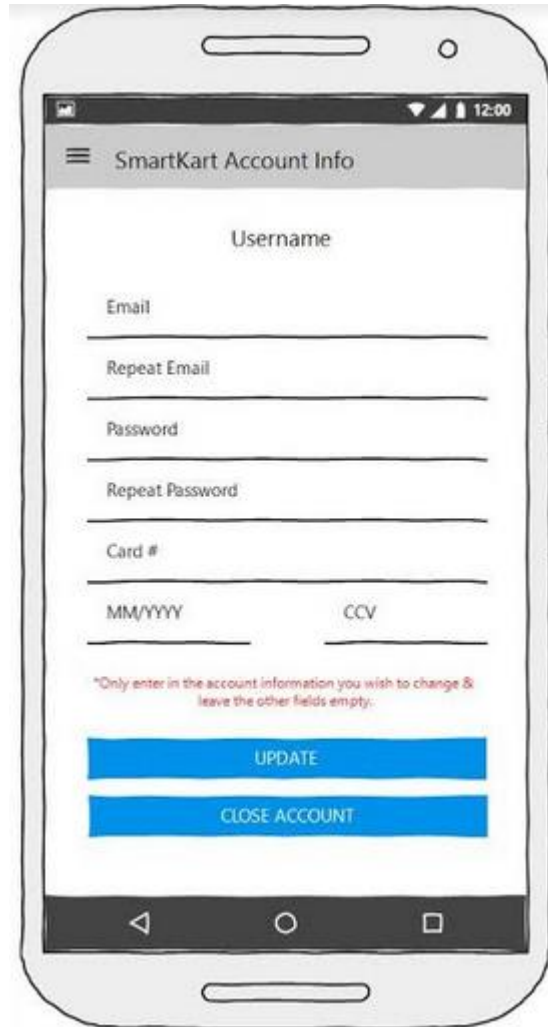 12:00
SmartKart Account Info
Username
Email
Repeat Email
Password
Repeat Password
Card #
MM/YYYY CCV
*Only enter in the account information you wish to change &
leave the other fields empty.
UPDATE
CLOSE ACCOUNT